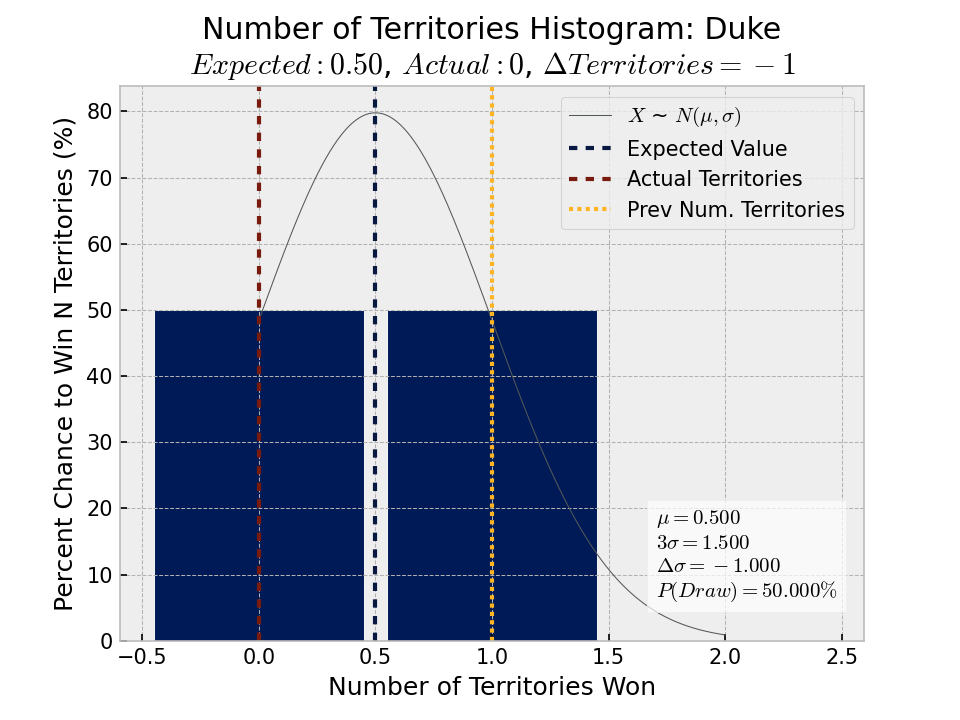 Number of Territories Histogram: Duke
Expected : 0.50, Actual : 0, ΔTerritories = −1
Percent Chance to Win N Territories (%)
80
70
60
50
40
30
20
10
0
X ~ N(μ, σ)
Expected Value
Actual Territories
Prev Num. Territories
μ = 0.500
3σ = 1.500
Δσ = −1.000
P(Draw) = 50.000%
−0.5 0.0 0.5 1.0 1.5 2.0 2.5
Number of Territories Won